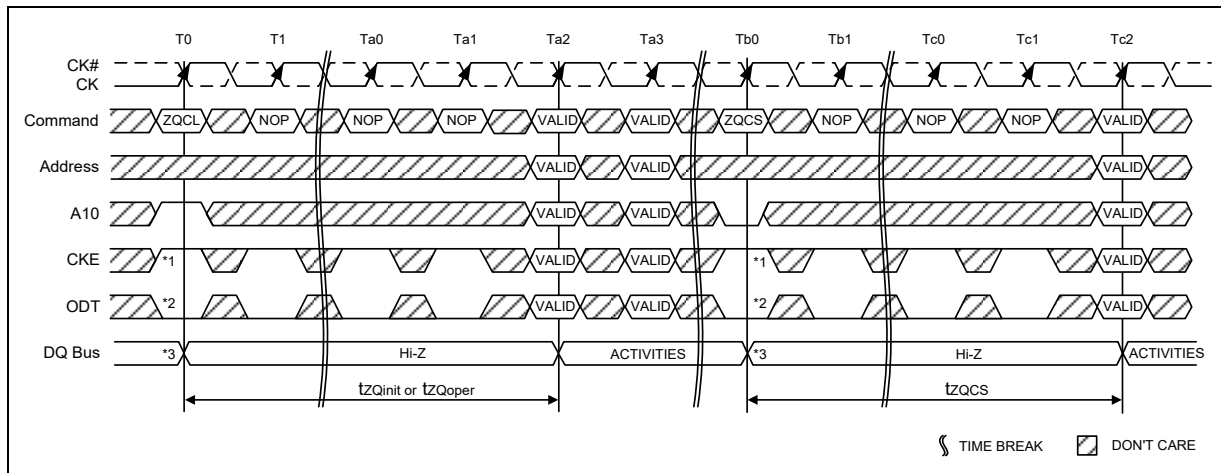 T0 T1 Ta0 Ta1 Ta2 Ta3 Tb0 Tb1 Tc0 Tc1 Tc2
CK#
CK
Command ZQCL NOP NOP NOP VALID VALID ZQCS NOP NOP NOP VALID
Address VALID VALID VALID
A10 VALID VALID VALID
CKE *1 VALID VALID *1 VALID
ODT *2 VALID VALID *2 VALID
DQ Bus *3 Hi-Z ACTIVITIES *3 Hi-Z ACTIVITIES
tZQinit or tZQoper tZQCS
TIME BREAK DON'T CARE